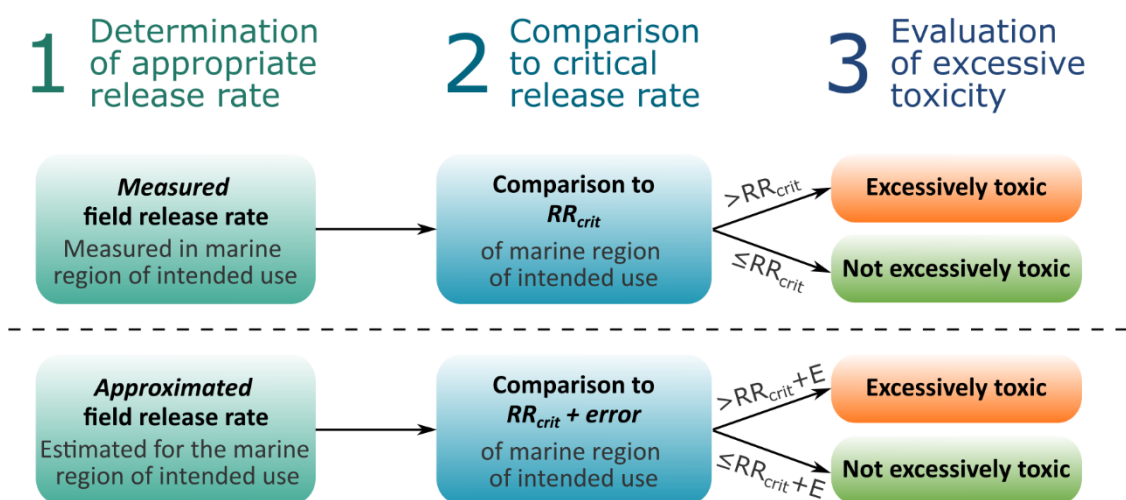 1
Determination
of appropriate
release rate
2
Comparison
to critical
release rate
3
Evaluation
of excessive
toxicity
Measured
field release rate
Measured in marine
region of intended use
Comparison to
RRcrit
of marine region
of intended use
>RRcrit
≤RRcrit
Excessively toxic
Not excessively toxic
Approximated
field release rate
Estimated for the marine
region of intended use
Comparison to
RRcrit + error
of marine region
of intended use
>RRcrit+E
≤RRcrit+E
Excessively toxic
Not excessively toxic